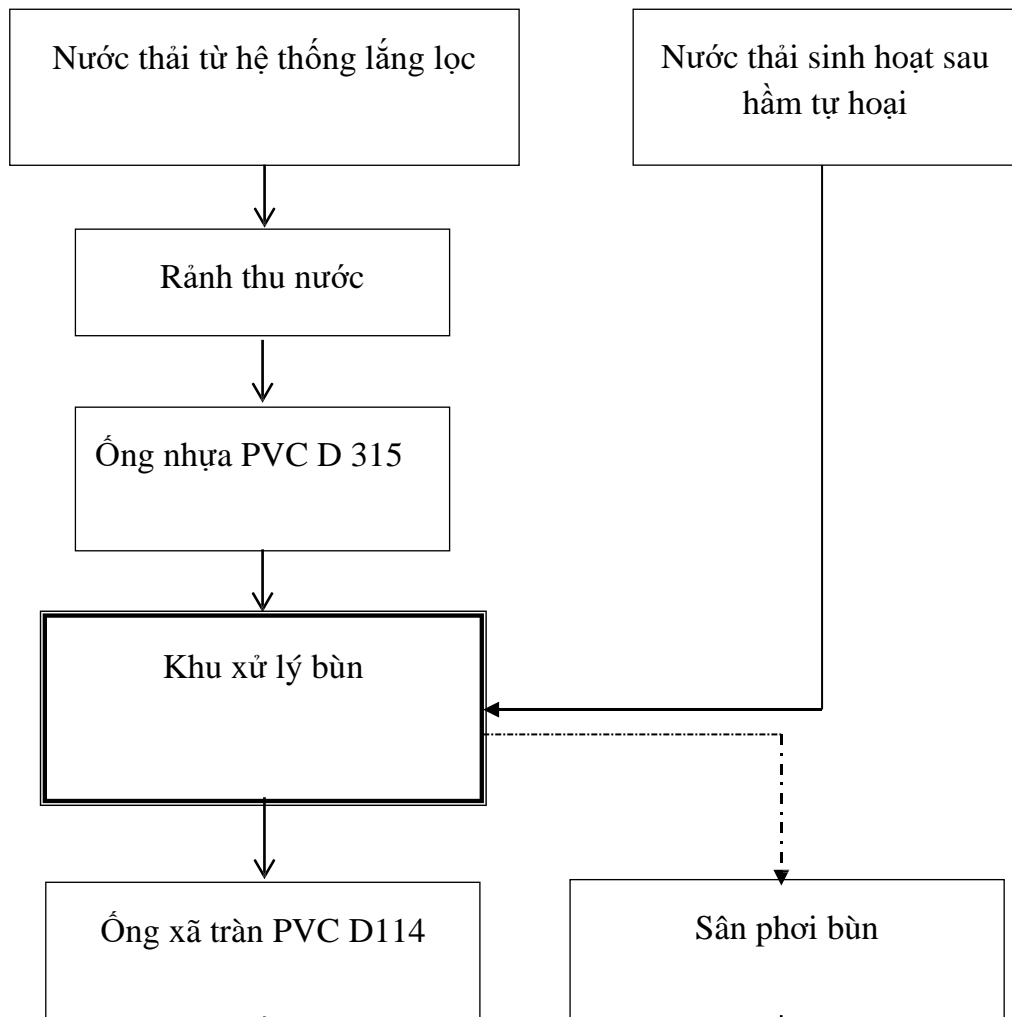 Nước thải từ hệ thống lắng lọc
Nước thải sinh hoạt sau
hầm tự hoại
Rảnh thu nước
Ống nhựa PVC D 315
Khu xử lý bùn
Ống xã tràn PVC D114
Sân phơi bùn